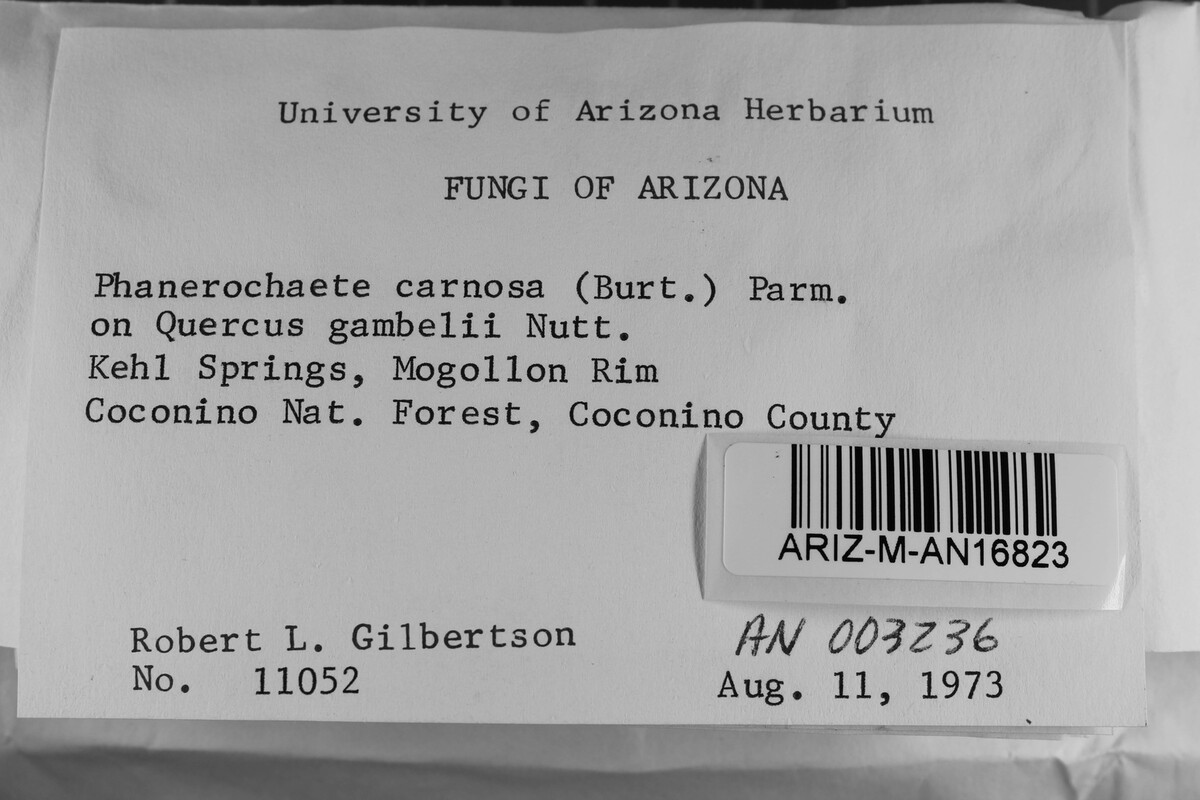 University of Arizona Herbarium
FUNGI OF ARIZONA
Phanerochaete carnosa (Burt.) Parm.
on Quercus gambelii Nutt.
Kehl Springs, Mogollon Rim
Coconino Nat. Forest, Coconino County
ARIZ-M-AN16823
Robert L. Gilbertson
AN 003236
No. 11052
Aug. 11, 1973